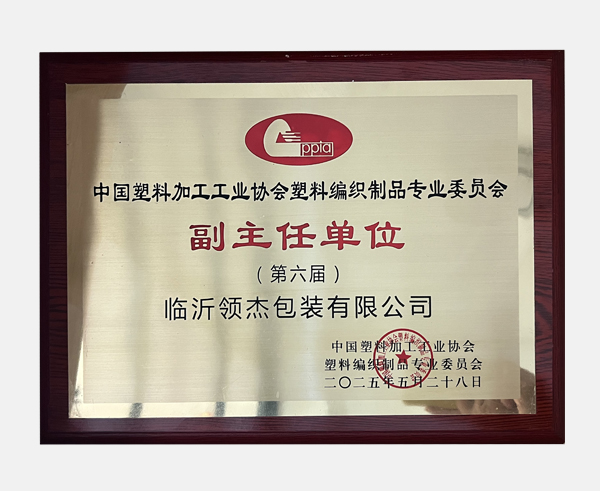 ppia
中国塑料加工工业协会塑料编织制品专业委员会
副主任单位
（第六届）
临沂领杰包装有限公司
中国塑料加工工业协会
塑料编织制品专业委员会
二〇二五年五月二十八日